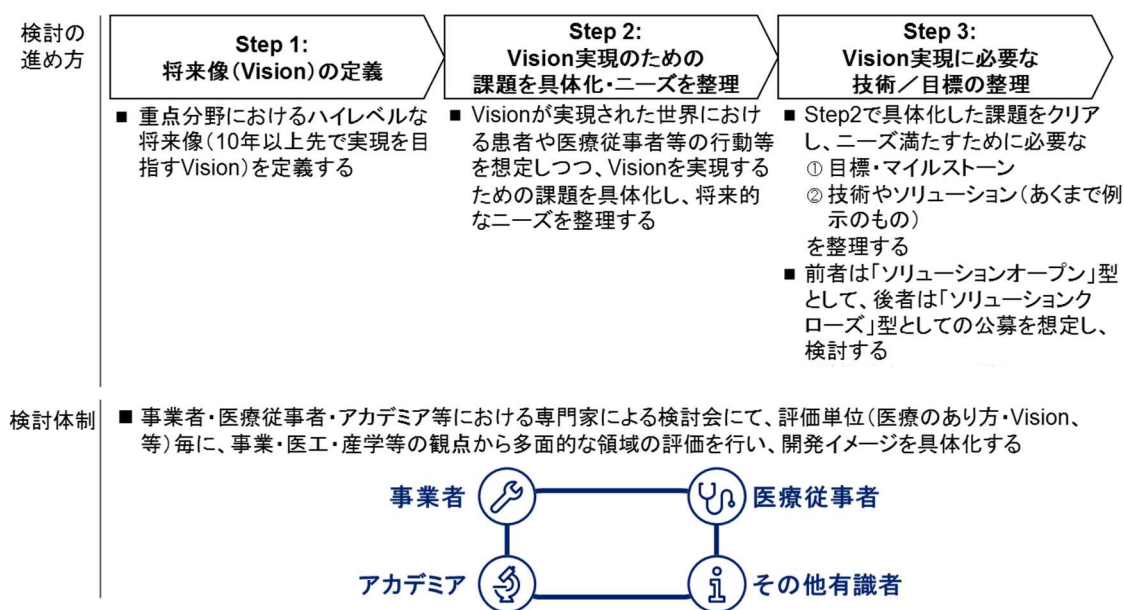 検討の
進め方
Step 1:
将来像(Vision)の定義
■ 重点分野におけるハイレベルな
将来像(10年以上先で実現を目
指すVision)を定義する
Step 2:
Vision実現のための
課題を具体化・ニーズを整理
■ Visionが実現された世界におけ
る患者や医療従事者等の行動等
を想定しつつ、Visionを実現する
ための課題を具体化し、将来的
なニーズを整理する
Step 3:
Vision実現に必要な
技術/目標の整理
■ Step2で具体化した課題をクリア
し、ニーズ満たすために必要な
① 目標・マイルストーン
② 技術やソリューション(あくまで例
示のもの)
を整理する
■ 前者は「ソリューションオープン」型
として、後者は「ソリューションク
ローズ」型としての公募を想定し、
検討する
検討体制
■ 事業者・医療従事者・アカデミア等における専門家による検討会にて、評価単位(医療のあり方・Vision、
等)毎に、事業・医工・産学等の観点から多面的な領域の評価を行い、開発イメージを具体化する
事業者
医療従事者
アカデミア
その他有識者